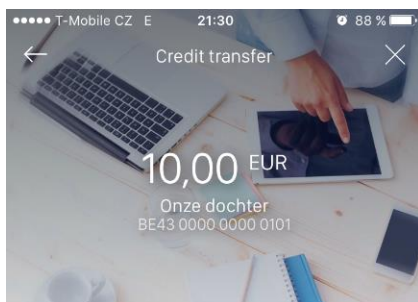 T-Mobile CZ E 21:30 88 %
Credit transfer
10,00 EUR
Onze dochter
BE43 0000 0000 0101